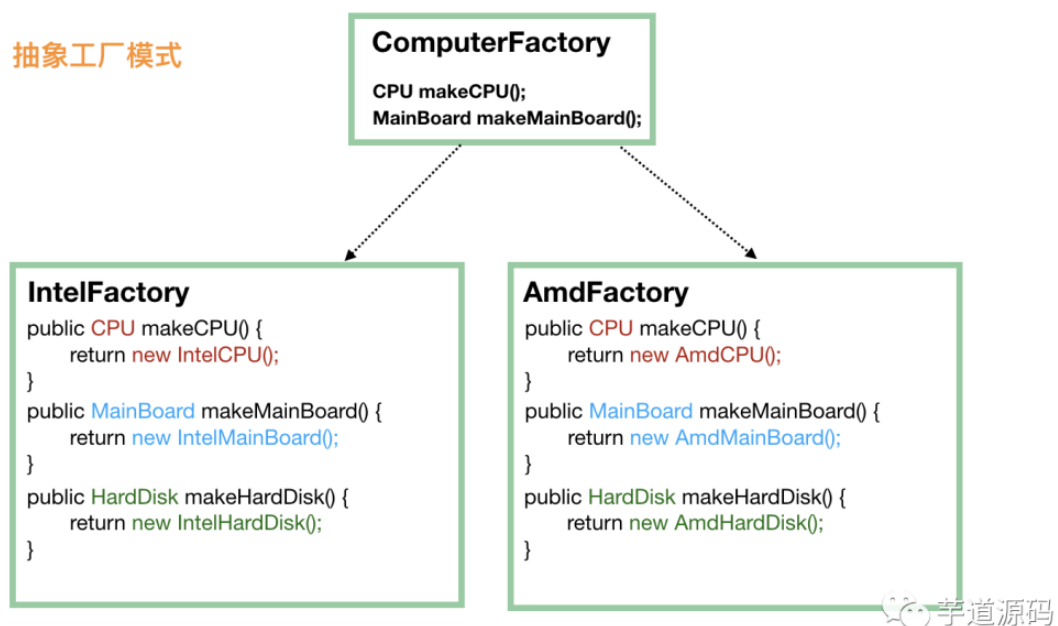 抽象工厂模式
ComputerFactory
CPU makeCPU();
MainBoard makeMainBoard();
IntelFactory
public CPU makeCPU() {
return new IntelCPU();
}
public MainBoard makeMainBoard() {
return new IntelMainBoard();
}
public HardDisk makeHardDisk() {
return new IntelHardDisk();
}
AmdFactory
public CPU makeCPU() {
return new AmdCPU();
}
public MainBoard makeMainBoard() {
return new AmdMainBoard();
}
public HardDisk makeHardDisk() {
return new AmdHardDisk();
}
芋道源码